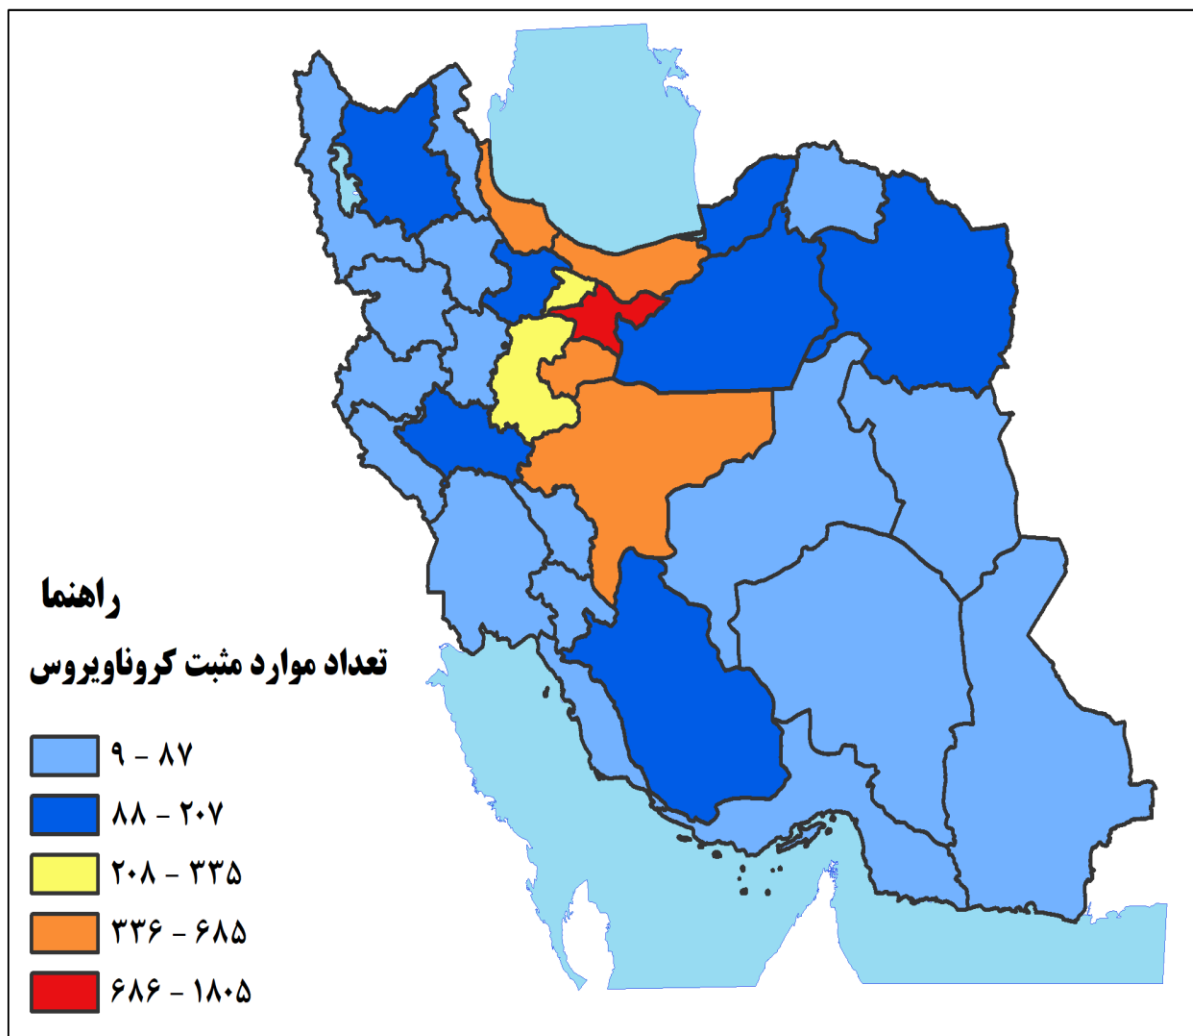 راهنما
تعداد موارد مثبت کروناویروس
۹ - ۸۷
۸۸ - ۲۰۷
۲۰۸ - ۳۳۵
۳۳۶ - ۶۸۵
۶۸۶ - ۱۸۰۵